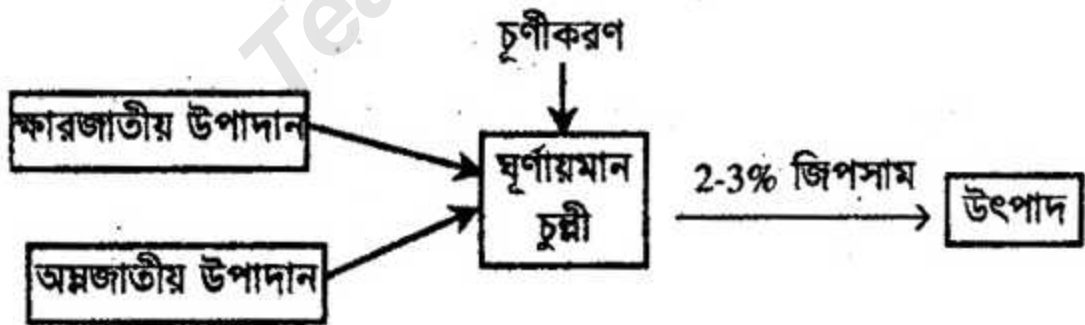 চূর্ণীকরণ
ক্ষারজাতীয় উপাদান
ঘূর্ণায়মান
চুল্লী
2-3% জিপসাম
উৎপাদ
অম্লজাতীয় উপাদান